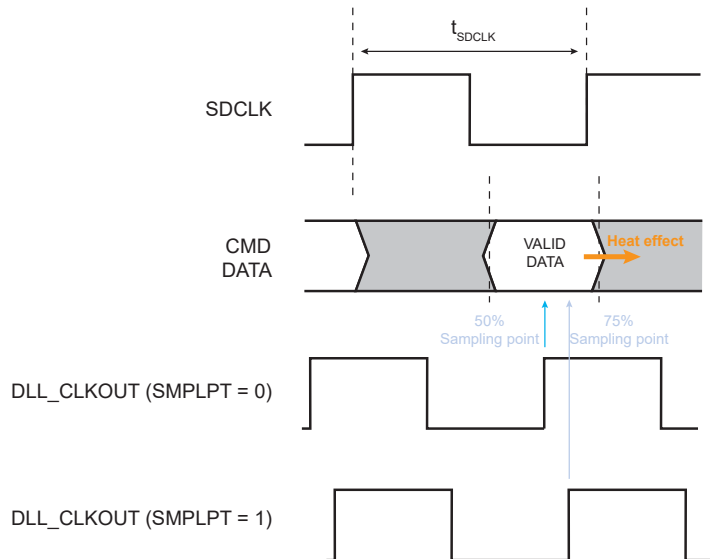 tSDCLK
SDCLK
CMD
DATA
VALID
DATA
Heat effect
50%
Sampling point
75%
Sampling point
DLL_CLKOUT (SMPLPT = 0)
DLL_CLKOUT (SMPLPT = 1)